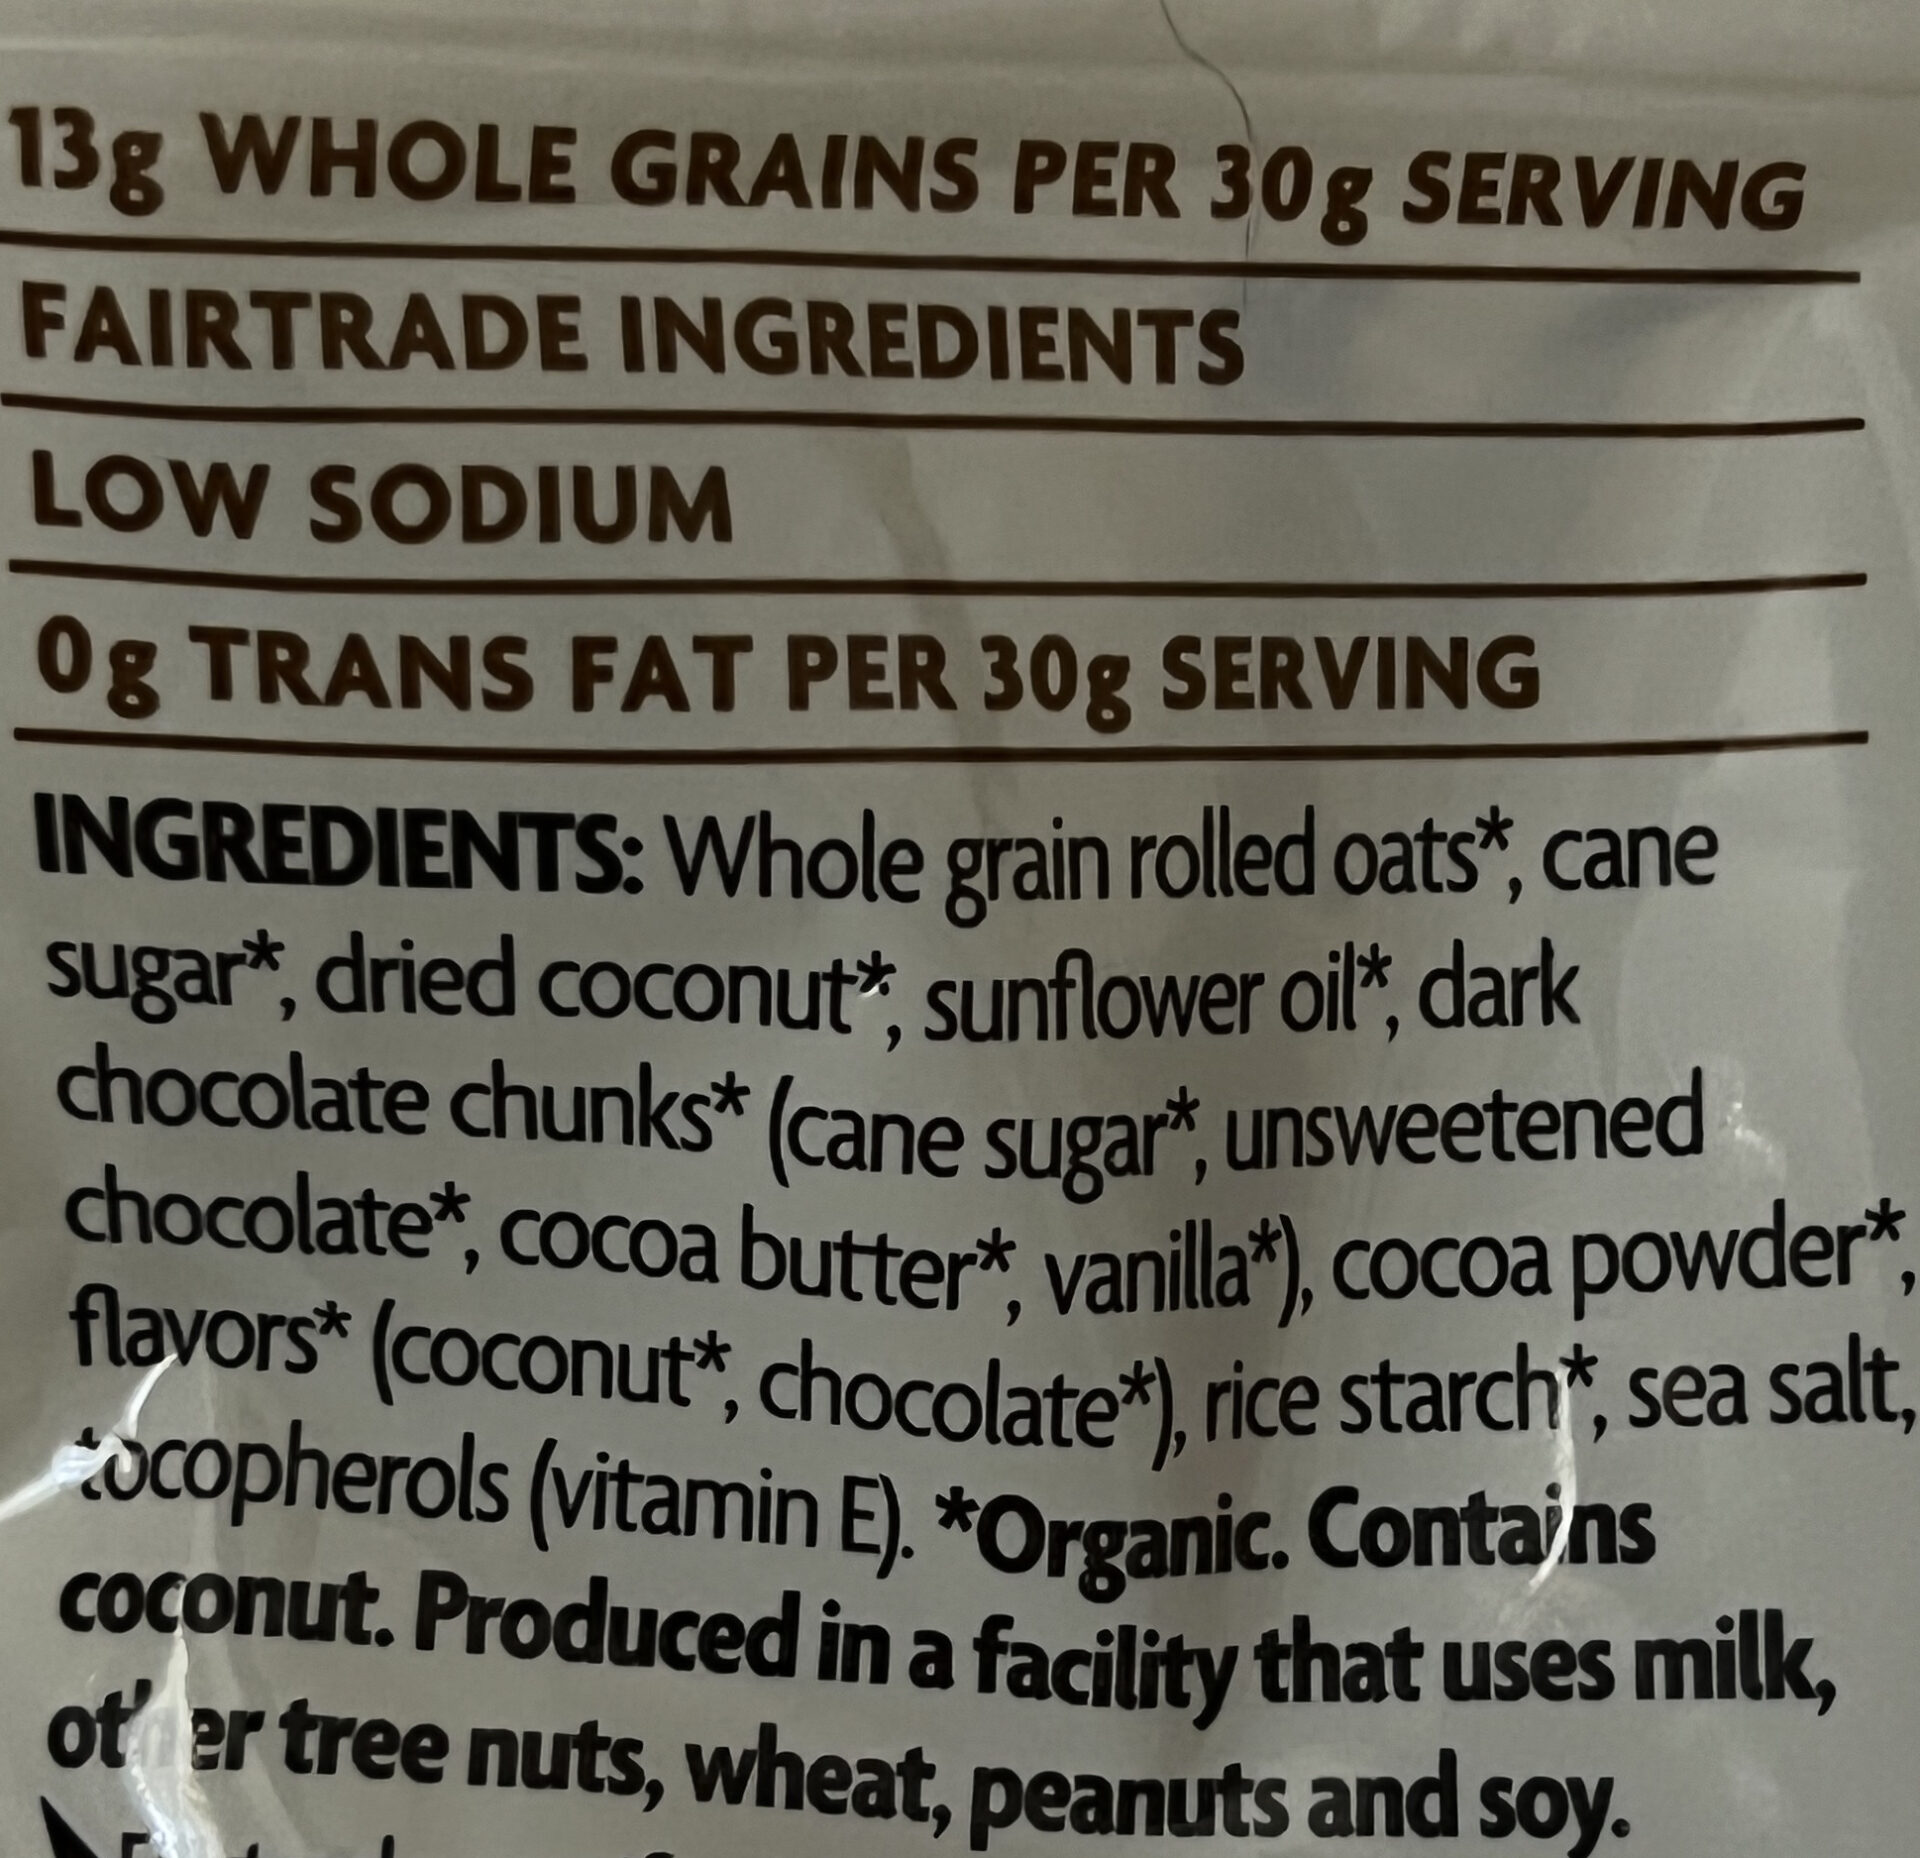 13g WHOLE GRAINS PER 30g SERVING
FAIRTRADE INGREDIENTS
LOW SODIUM
0g TRANS FAT PER 30g SERVING
INGREDIENTS: Whole grain rolled oats*, cane
sugar*, dried coconut*, sunflower oil*, dark
chocolate chunks* (cane sugar*, unsweetened
chocolate*, cocoa butter*, vanilla*), cocoa powder*,
flavors* (coconut*, chocolate*), rice starch*, sea salt,
tocopherols (vitamin E). *Organic. Contains
coconut. Produced in a facility that uses milk,
other tree nuts, wheat, peanuts and soy.